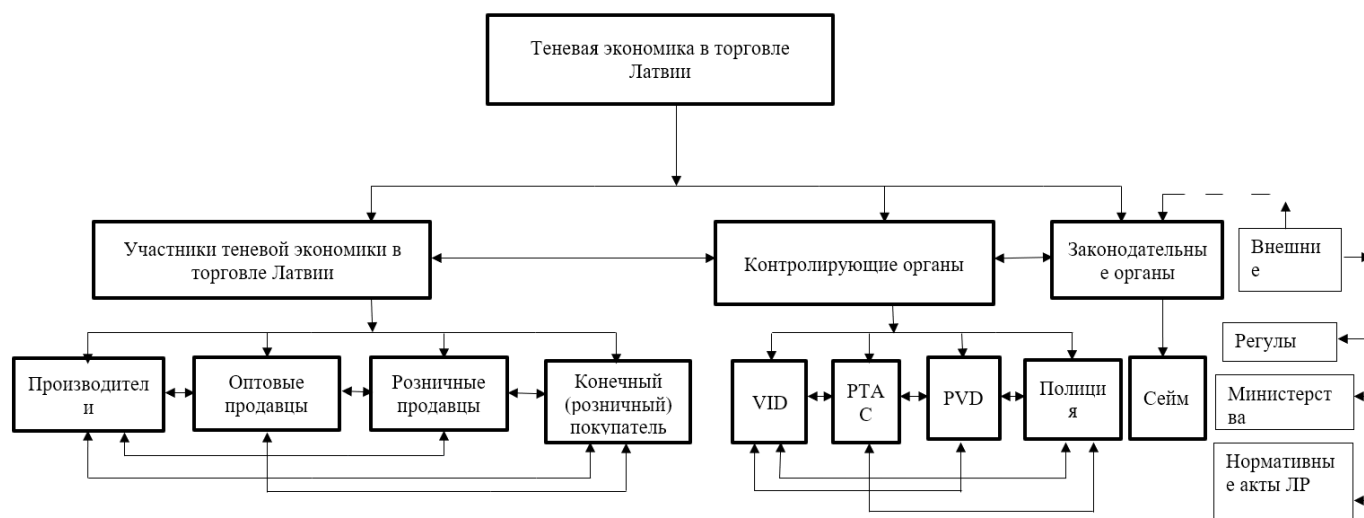 Теневая экономика в торговле
Латвии
Участники теневой экономики в
торговле Латвии
Контролирующие органы
Законодательны
е органы
Внешни
е
Производител
и
Оптовые
продавцы
Розничные
продавцы
Конечный
(розничный)
покупатель
VID
PTA
C
PVD
Полици
я
Сейм
Регулы
Министерст
ва
Нормативны
е акты ЛР